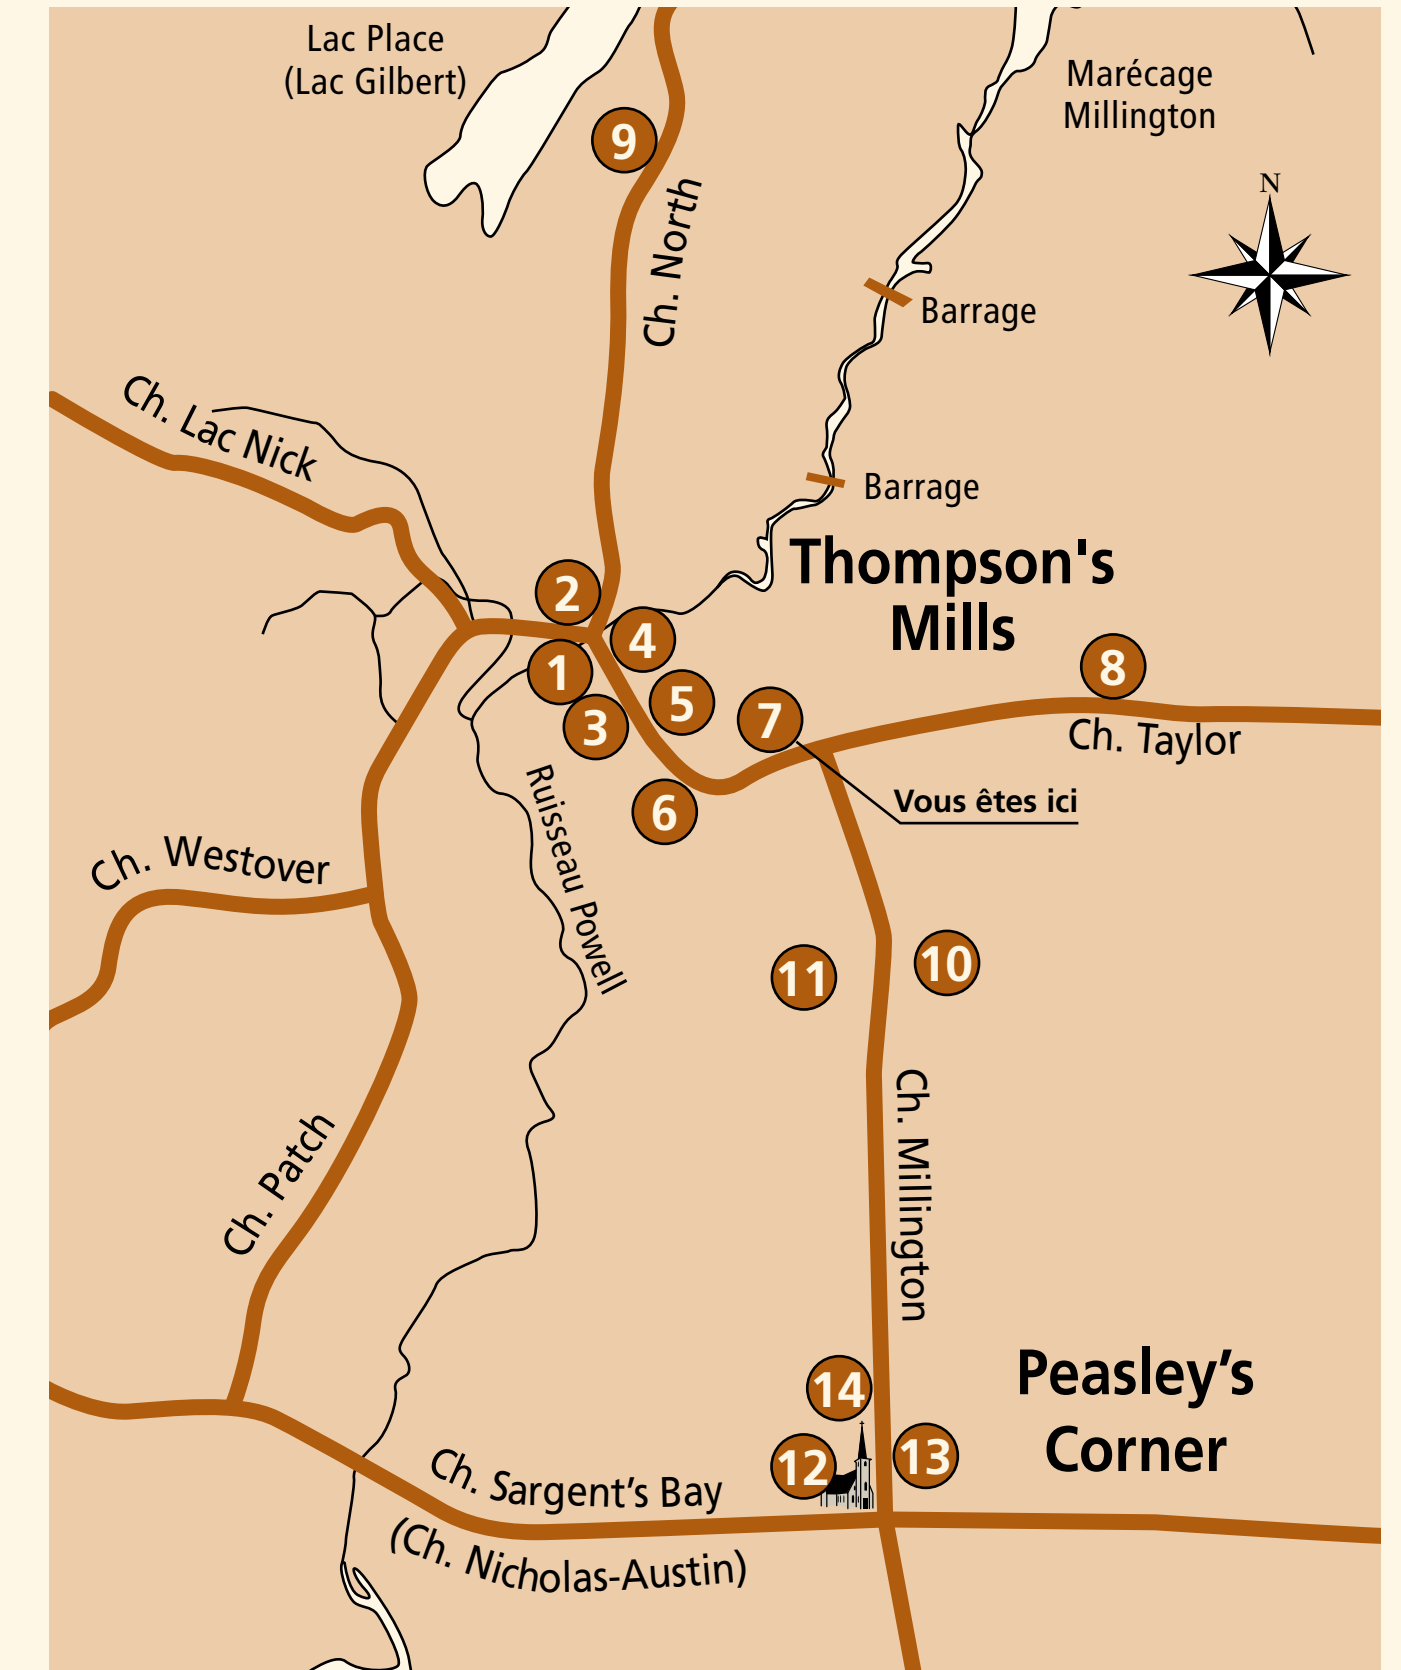 Lac Place
(Lac Gilbert)
Marécage
Millington
9
N
Ch. North
Barrage
Ch. Lac Nick
Barrage
Thompson's
Mills
2
4
1
8
5
3
7
Ch. Taylor
Vous êtes ici
6
Ruisseau Powell
Ch. Westover
11
10
Ch. Millington
Ch. Patch
Peasley’s
Corner
14
13
12
Ch. Sargent’s Bay
(Ch. Nicholas-Austin)